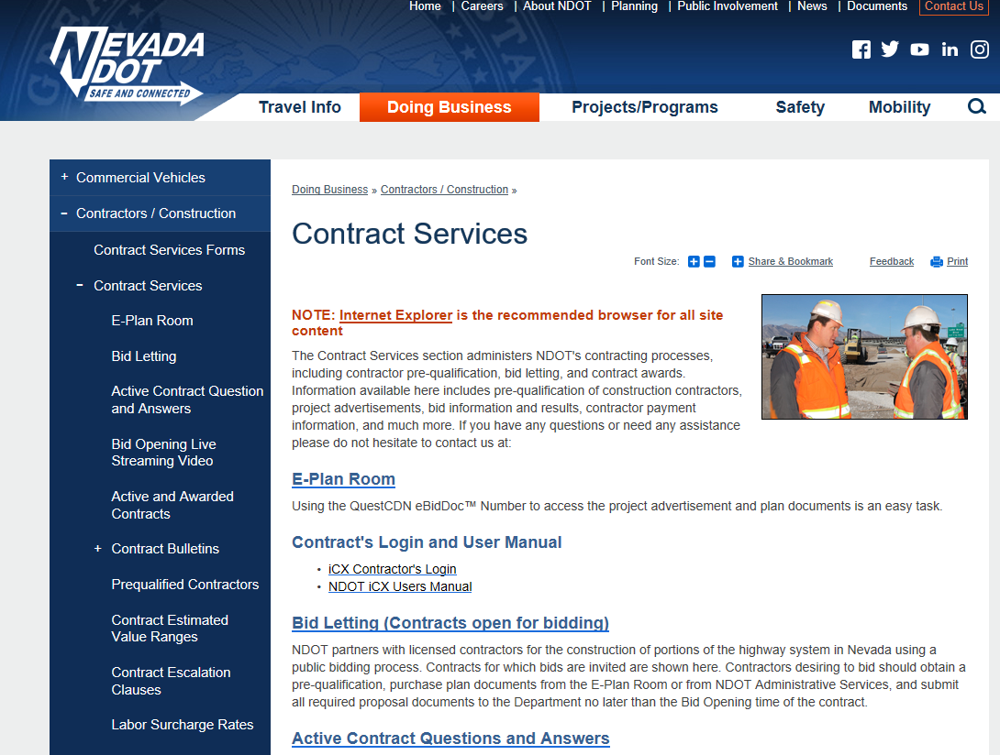 Home | Careers | About NDOT | Planning | Public Involvement | News | Documents Contact Us
NEVADA
DOT
SAFE AND CONNECTED
Travel Info Doing Business Projects/Programs Safety Mobility
+ Commercial Vehicles
- Contractors / Construction
Contract Services Forms
- Contract Services
E-Plan Room
Bid Letting
Active Contract Question
and Answers
Bid Opening Live
Streaming Video
Active and Awarded
Contracts
+ Contract Bulletins
Prequalified Contractors
Contract Estimated
Value Ranges
Contract Escalation
Clauses
Labor Surcharge Rates
Doing Business » Contractors / Construction »
Contract Services
Font Size: + - + Share & Bookmark Feedback Print
NOTE: Internet Explorer is the recommended browser for all site
content
The Contract Services section administers NDOT's contracting processes,
including contractor pre-qualification, bid letting, and contract awards.
Information available here includes pre-qualification of construction contractors,
project advertisements, bid information and results, contractor payment
information, and much more. If you have any questions or need any assistance
please do not hesitate to contact us at:
E-Plan Room
Using the QuestCDN eBidDoc™ Number to access the project advertisement and plan documents is an easy task.
Contract's Login and User Manual
• iCX Contractor's Login
• NDOT iCX Users Manual
Bid Letting (Contracts open for bidding)
NDOT partners with licensed contractors for the construction of portions of the highway system in Nevada using a
public bidding process. Contracts for which bids are invited are shown here. Contractors desiring to bid should obtain a
pre-qualification, purchase plan documents from the E-Plan Room or from NDOT Administrative Services, and submit
all required proposal documents to the Department no later than the Bid Opening time of the contract.
Active Contract Questions and Answers